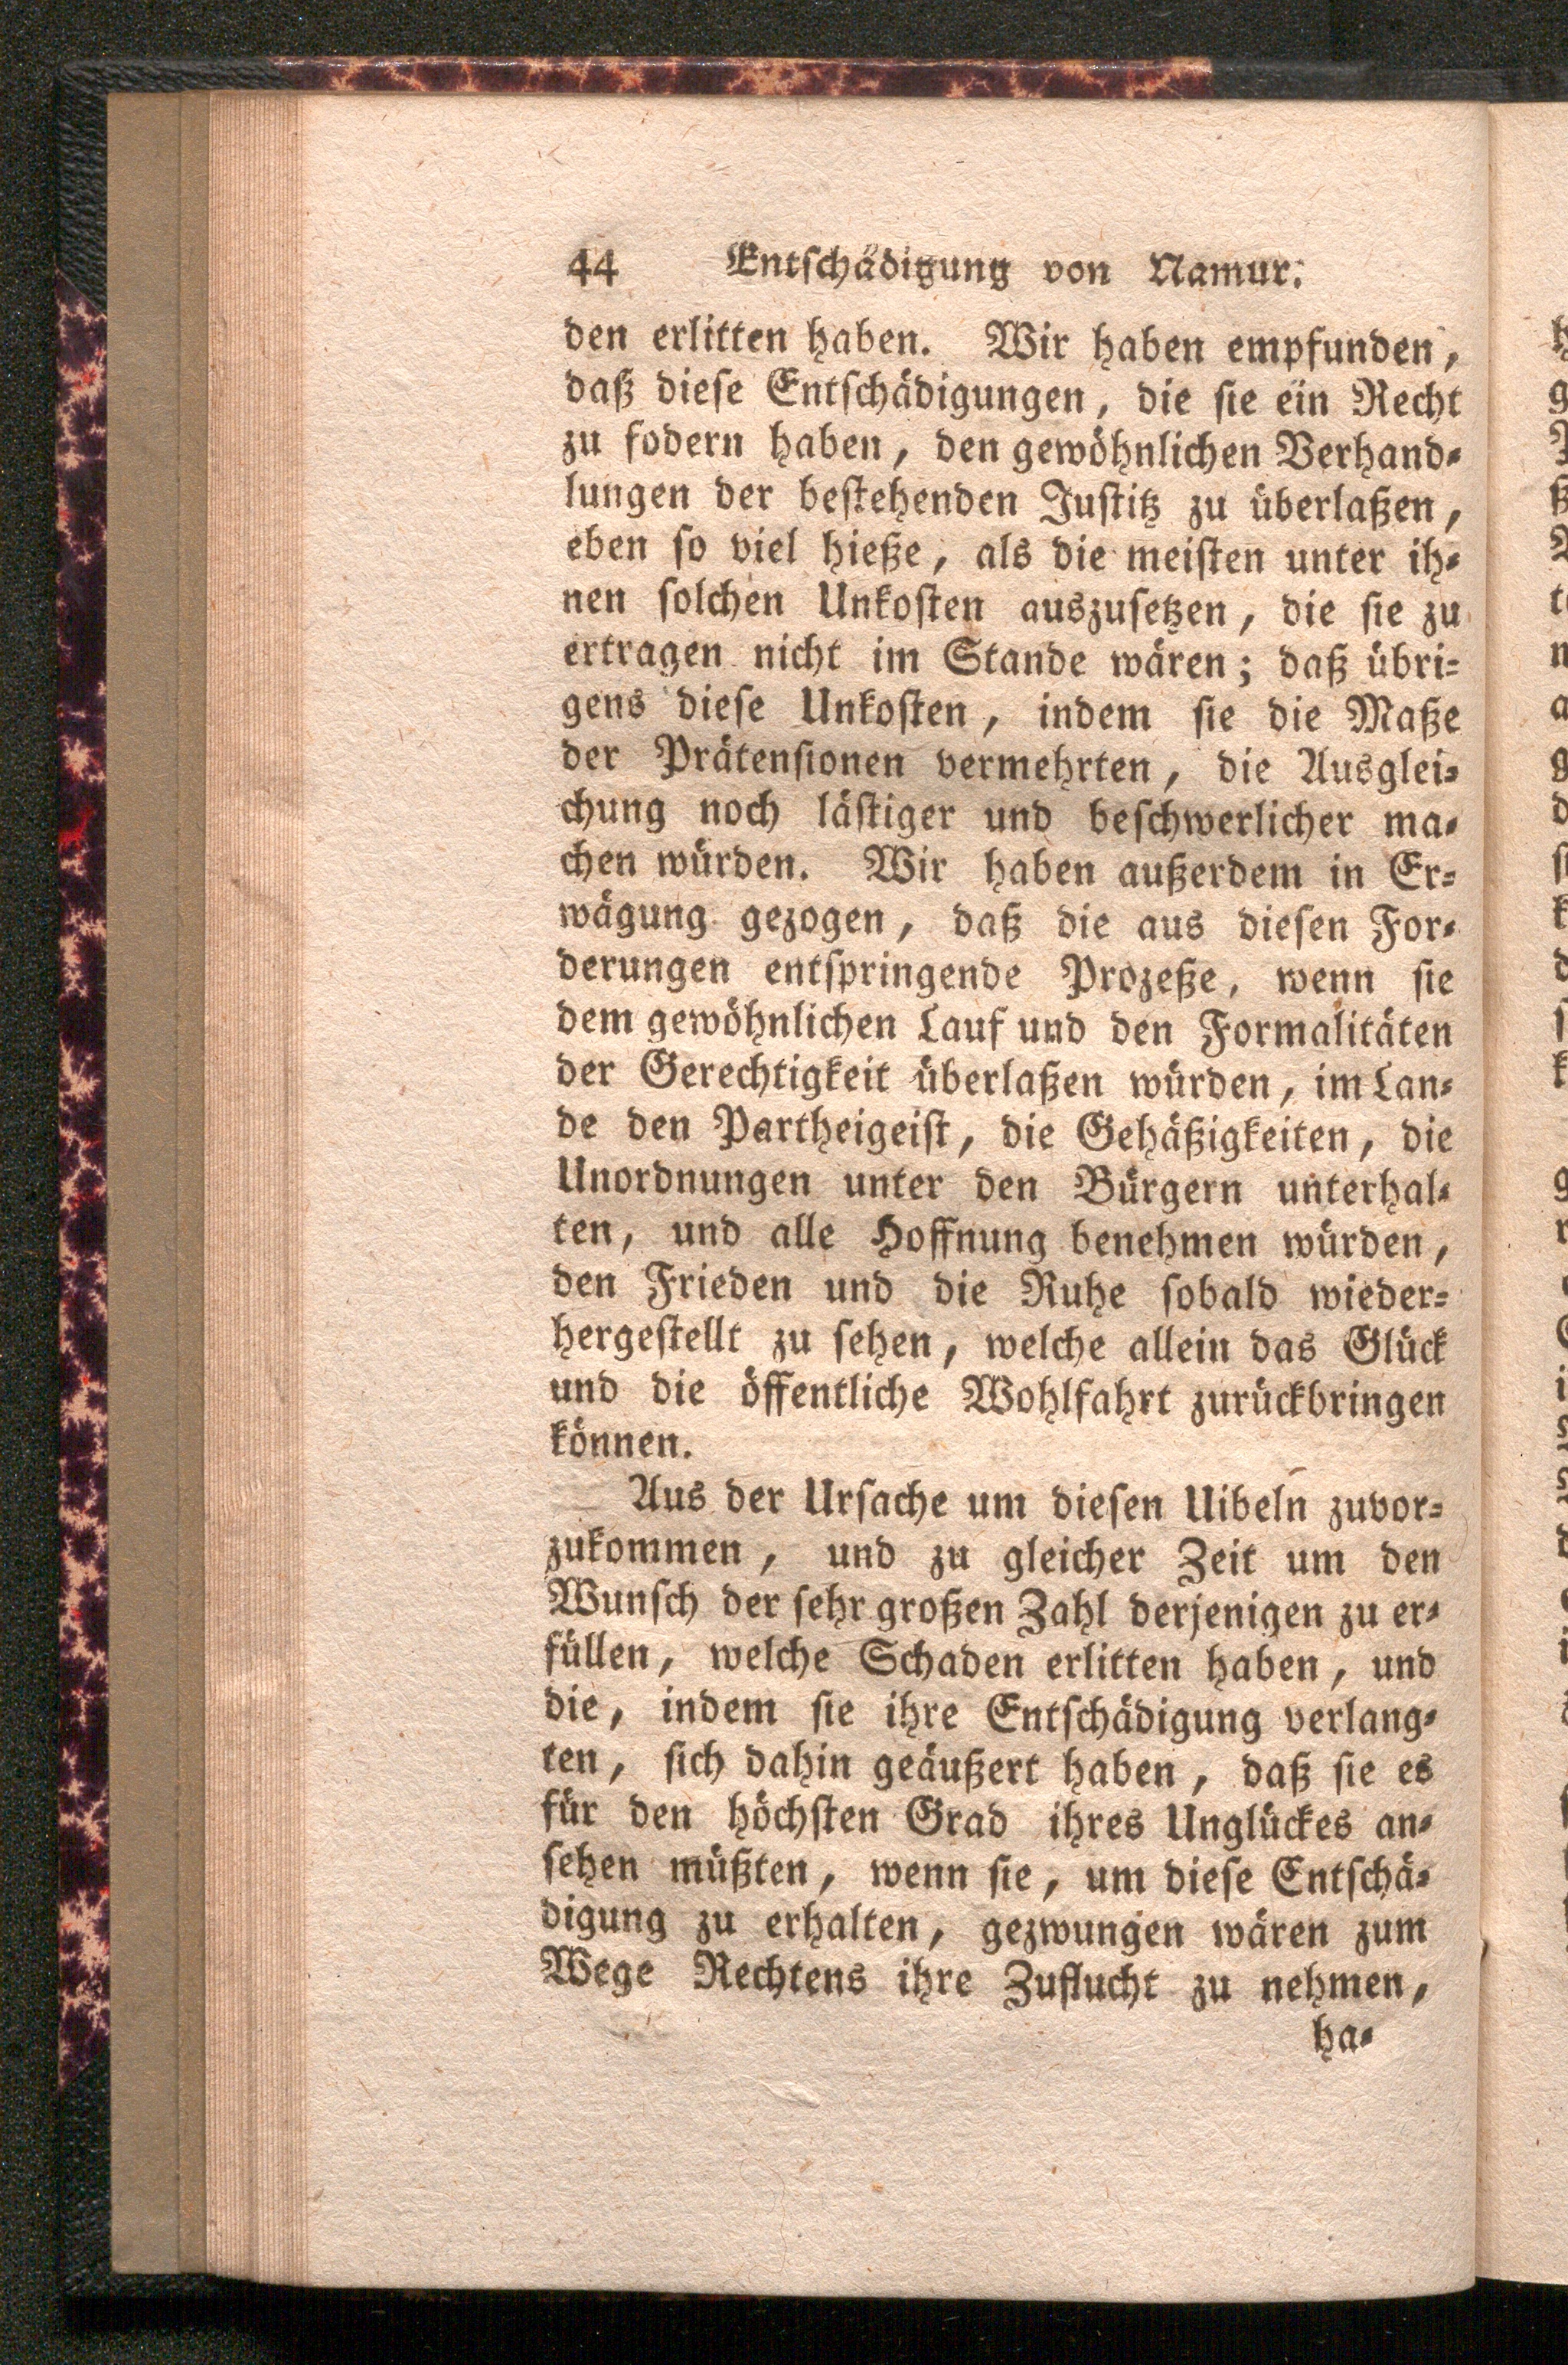 44 Entschädigung von Namur.
den erlitten haben. Wir haben empfunden,
daß diese Entschädigungen, die sie ein Recht
zu fodern haben, den gewöhnlichen Verhand-
lungen der bestehenden Justitz zu überlaßen,
eben so viel hieße, als die meisten unter ih-
nen solchen Unkosten auszusetzen, die sie zu
ertragen nicht im Stande wären; daß übri-
gens diese Unkosten, indem sie die Maße
der Prätensionen vermehrten, die Ausglei-
chung noch lästiger und beschwerlicher ma-
chen würden. Wir haben außerdem in Er-
wägung gezogen, daß die aus diesen For-
derungen entspringende Prozeße, wenn sie
dem gewöhnlichen Lauf und den Formalitäten
der Gerechtigkeit überlaßen würden, im Lan-
de den Partheigeist, die Gehäßigkeiten, die
Unordnungen unter den Bürgern unterhal-
ten, und alle Hoffnung benehmen würden,
den Frieden und die Ruhe sobald wieder-
hergestellt zu sehen, welche allein das Glück
und die öffentliche Wohlfahrt zurückbringen
können.
Aus der Ursache um diesen Uibeln zuvor-
zukommen, und zu gleicher Zeit um den
Wunsch der sehr großen Zahl derjenigen zu er-
füllen, welche Schaden erlitten haben, und
die, indem sie ihre Entschädigung verlang-
ten, sich dahin geäußert haben, daß sie es
für den höchsten Grad ihres Unglückes an-
sehen müßten, wenn sie, um diese Entschä-
digung zu erhalten, gezwungen wären zum
Wege Rechtens ihre Zuflucht zu nehmen,
ha-